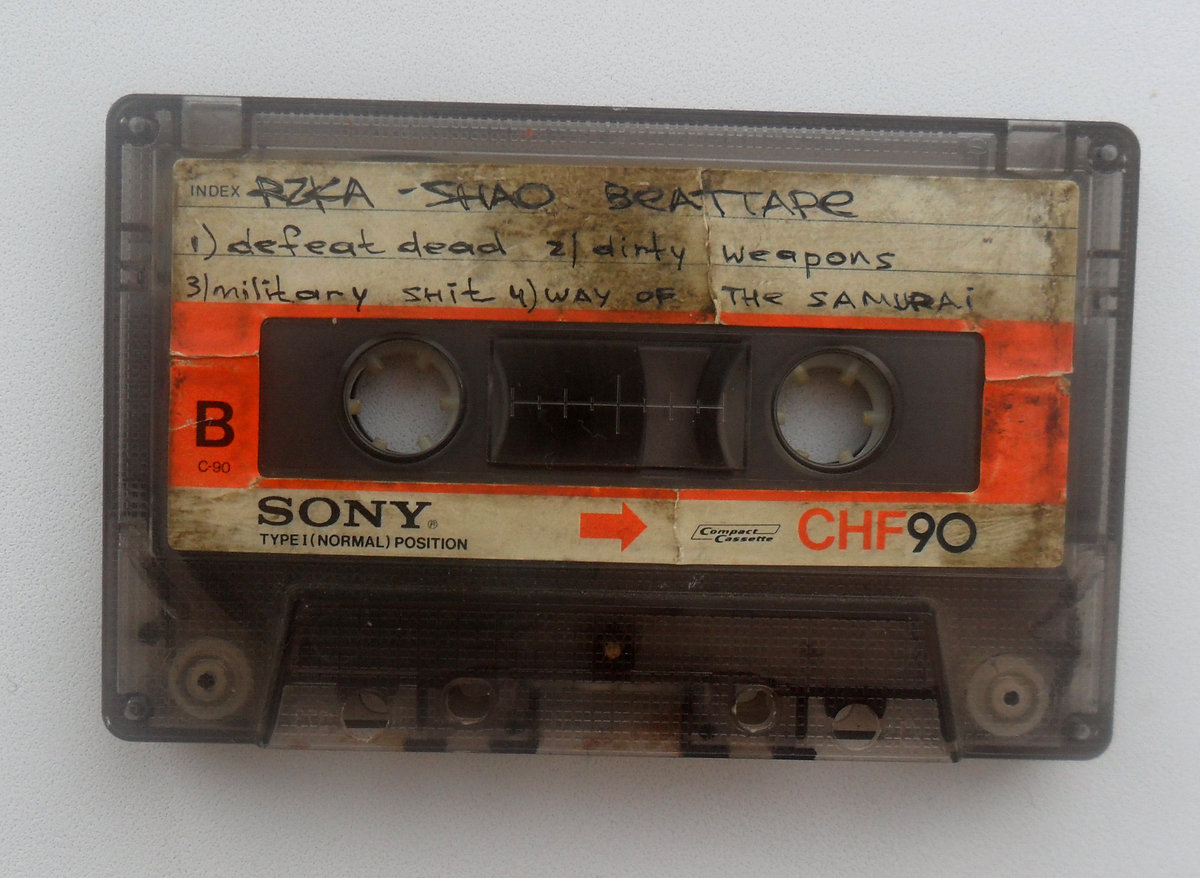 INDEX RZKA - SHAO BeATTAPe
1) defeat dead 2) dirty weapons
3) military SHit 4) WAY OF THe SAMURAi
B
C-90
SONY®
TYPE I (NORMAL) POSITION
Compact
Cassette
CHF90